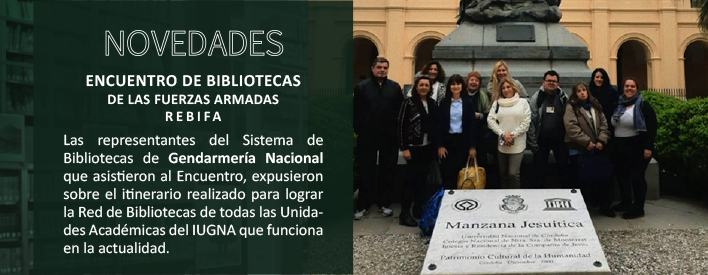 NOVEDADES
ENCUENTRO DE BIBLIOTECAS
DE LAS FUERZAS ARMADAS
REBIFA
Las representantes del Sistema de
Bibliotecas de Gendarmería Nacional
que asistieron al Encuentro, expusieron
sobre el itinerario realizado para lograr
la Red de Bibliotecas de todas las Unida-
des Académicas del IUGNA que funciona
en la actualidad.
Manzana Jesuítica
Universidad Nacional de Córdoba
Colegio Nacional de Ntra. Sra. de Monserrat
Iglesia y Residencia de la Compañía de Jesús
Patrimonio Cultural de la Humanidad
Córdoba - Diciembre 2000